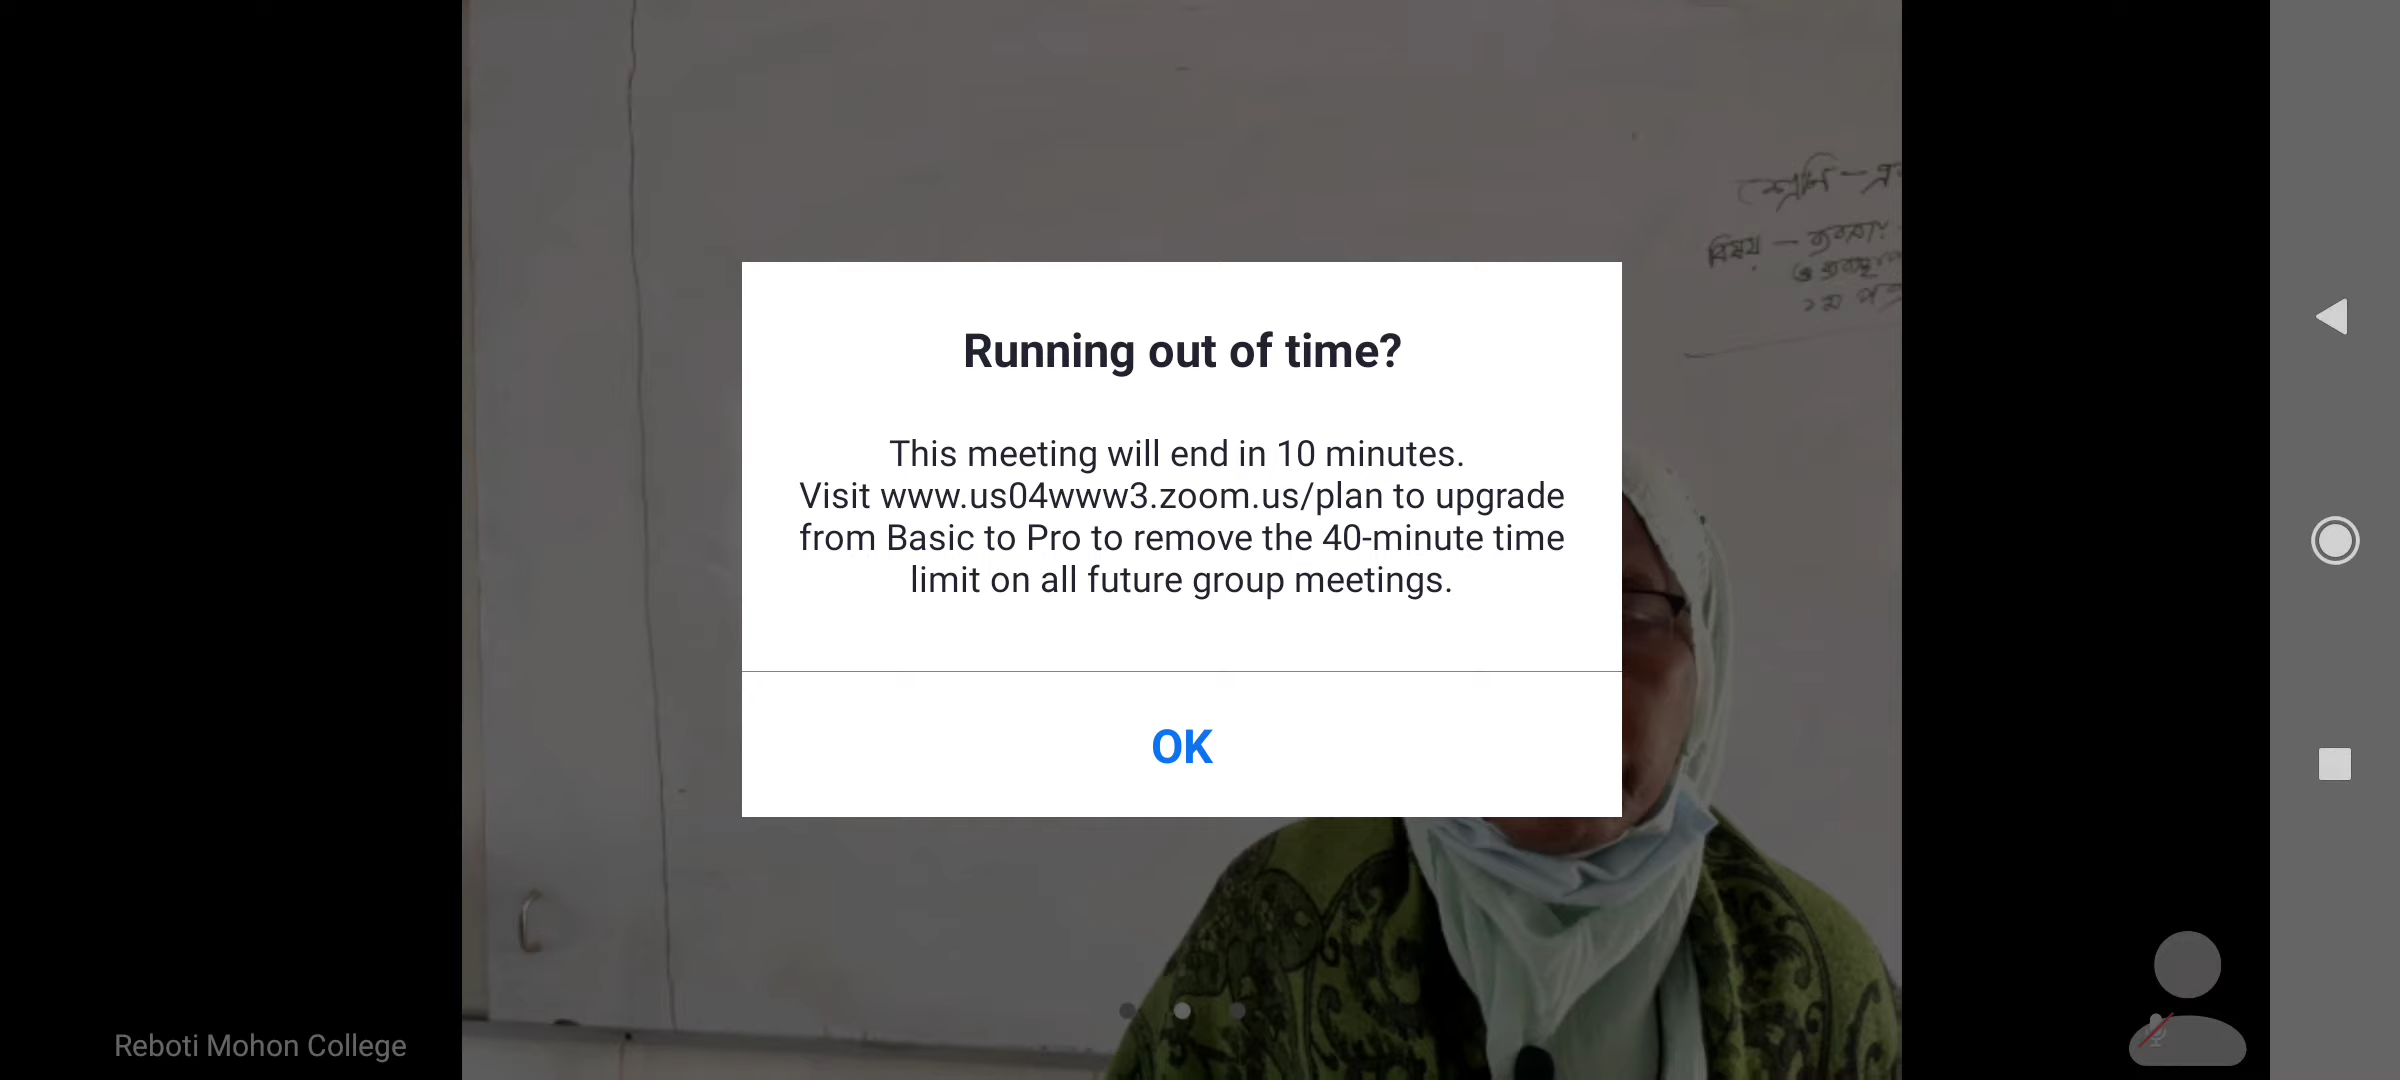 শ্রেণি -
বিষয় -
ও
১ম
Running out of time?
This meeting will end in 10 minutes.
Visit www.us04www3.zoom.us/plan to upgrade
from Basic to Pro to remove the 40-minute time
limit on all future group meetings.
OK
Reboti Mohon College